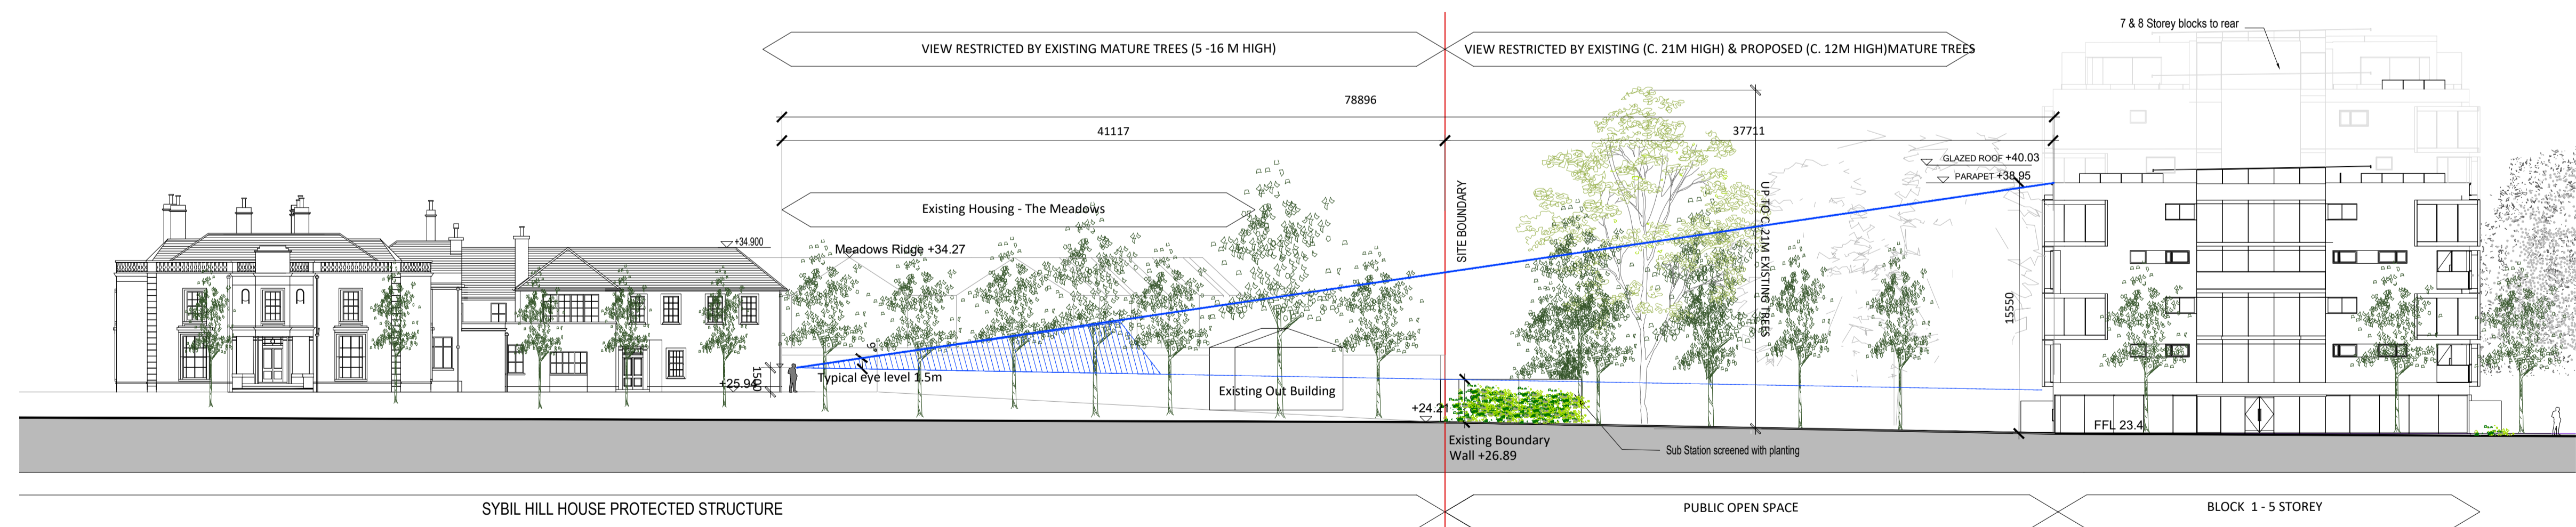 7 & 8 Storey blocks to rear
VIEW RESTRICTED BY EXISTING MATURE TREES (5 -16 M HIGH)
VIEW RESTRICTED BY EXISTING (C. 21M HIGH) & PROPOSED (C. 12M HIGH)MATURE TREES
78896
41117
37711
GLAZED ROOF +40.03
PARAPET +38.95
SITE BOUNDARY
UP TO C.21M EXISTING TREES
Existing Housing - The Meadows
+34.900
Meadows Ridge +34.27
15550
9°
1500
Typical eye level 1.5m
+25.94
Existing Out Building
+24.21
FFL 23.4
Existing Boundary
Wall +26.89
Sub Station screened with planting
SYBIL HILL HOUSE PROTECTED STRUCTURE
PUBLIC OPEN SPACE
BLOCK 1 - 5 STOREY